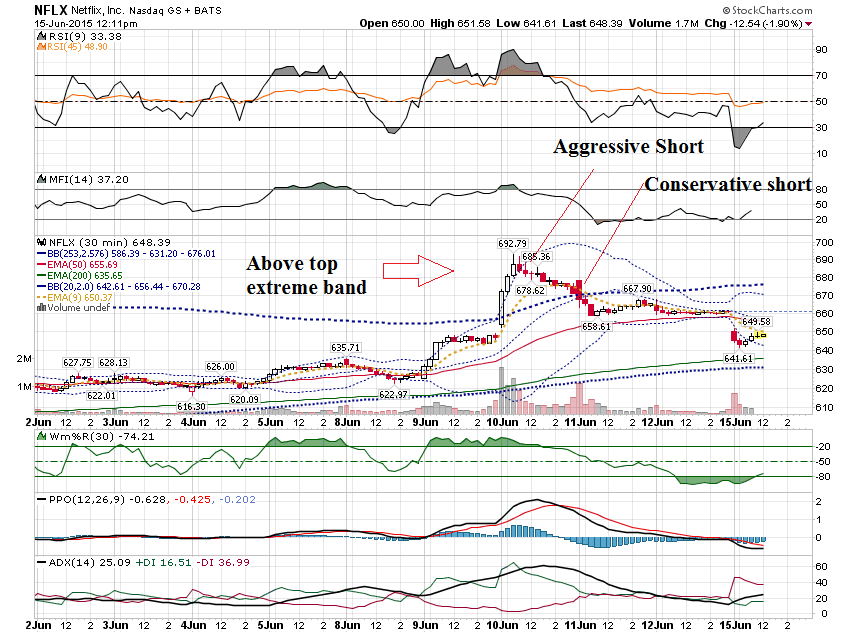 NFLX Netflix, Inc. Nasdaq GS + BATS © StockCharts.com
15-Jun-2015 12:11pm Open 650.00 High 651.58 Low 641.61 Last 648.39 Volume 1.7M Chg -12.54 (-1.90%)
RSI(9) 33.38
RSI(45) 48.90
90
70
50
30
10
Aggressive Short
Conservative short
MFI(14) 37.20
80
50
20
NFLX (30 min) 648.39
BB(253,2.576) 586.39 - 631.20 - 676.01
EMA(50) 655.69
EMA(200) 635.65
BB(20,2.0) 642.61 - 656.44 - 670.28
EMA(9) 650.37
Volume undef
Above top
extreme band
692.79
685.36
678.62
667.90
658.61
649.58
641.61
635.71
627.75
628.13
626.00
622.01
616.30
620.09
622.97
700
690
680
670
660
650
640
630
620
610
2M
1M
2Jun 12 2 3Jun 12 2 4Jun 12 2 5Jun 12 2 8Jun 12 2 9Jun 12 2 10Jun 12 2 11Jun 12 2 12Jun 12 2 15Jun 12 2
Wm%R(30) -74.21
-20
-50
-80
PPO(12,26,9) -0.628, -0.425, -0.202
2
1
0
ADX(14) 25.09 +DI 16.51 -DI 36.99
60
40
20
0
2Jun 12 2 3Jun 12 2 4Jun 12 2 5Jun 12 2 8Jun 12 2 9Jun 12 2 10Jun 12 2 11Jun 12 2 12Jun 12 2 15Jun 12 2